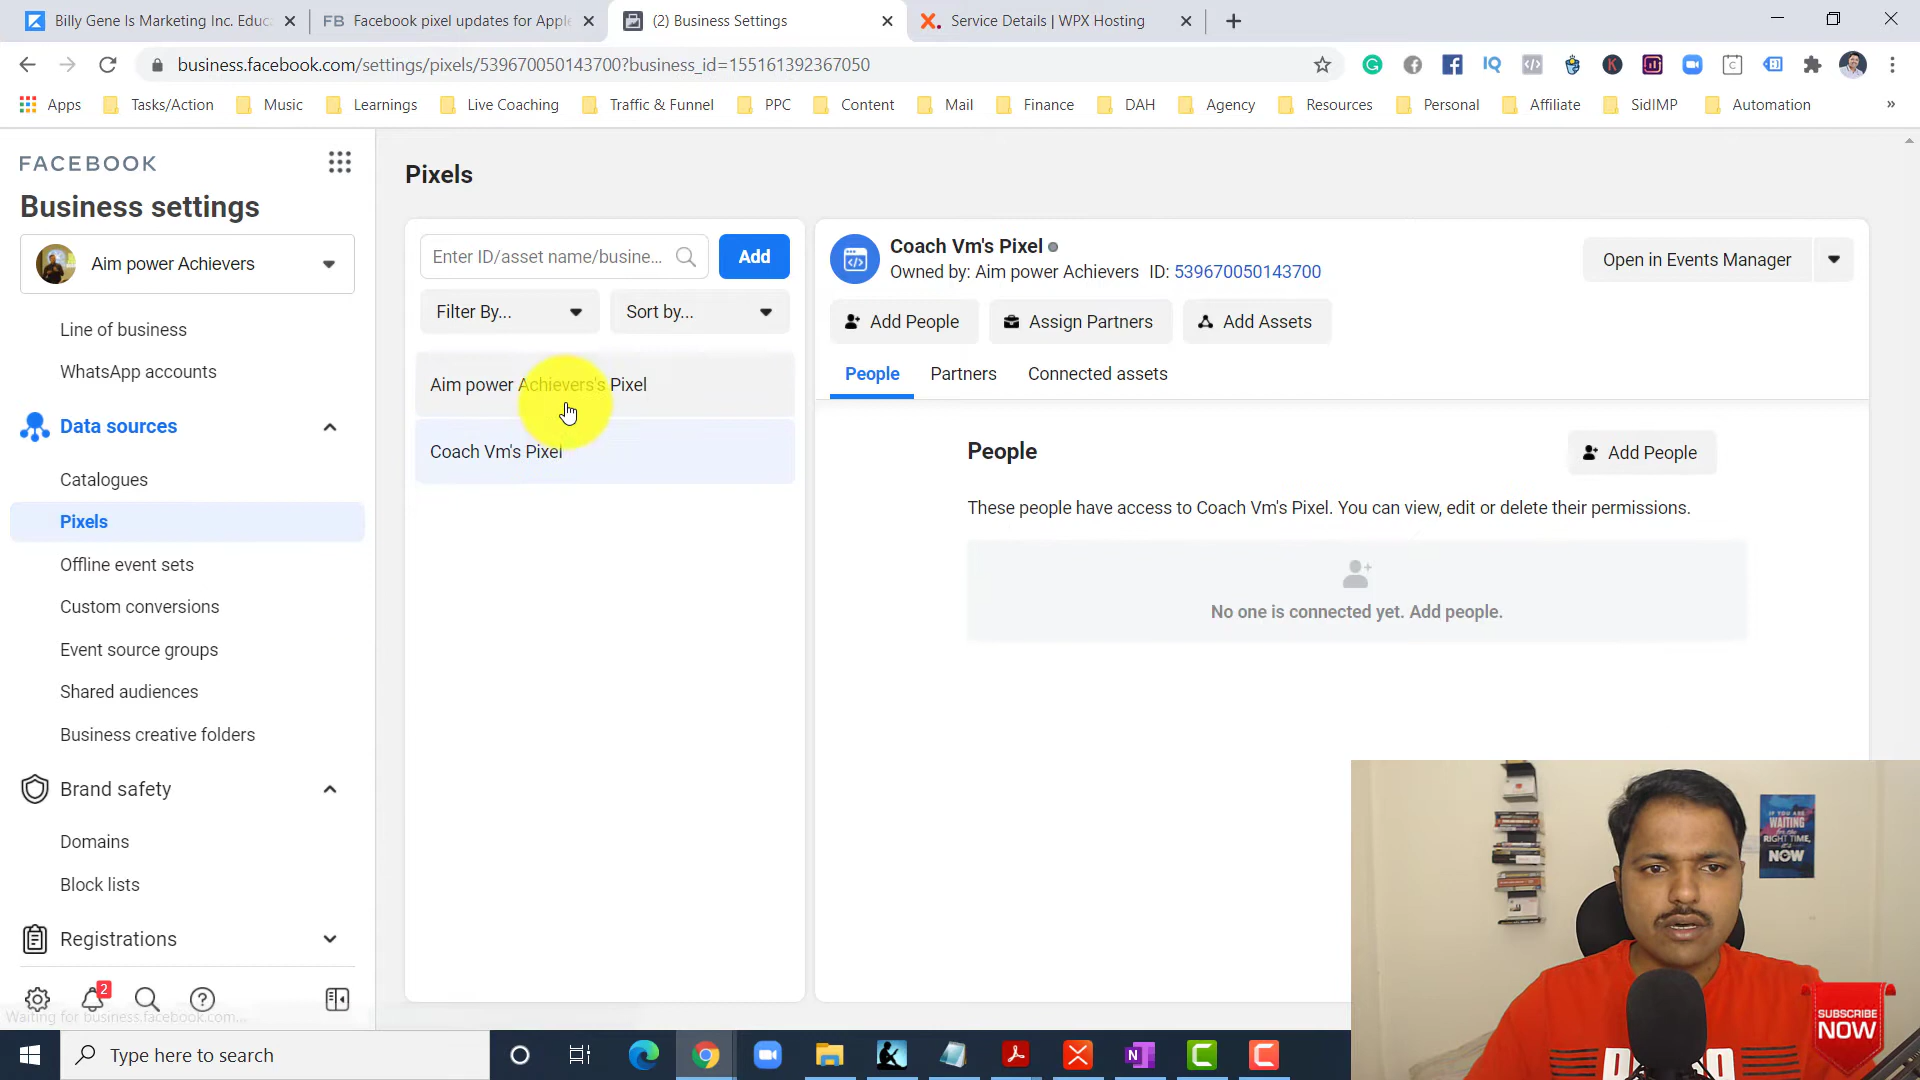 Billy Gene Is Marketing Inc. Educa
FB Facebook pixel updates for Apple
(2) Business Settings
Service Details | WPX Hosting
business.facebook.com/settings/pixels/539670050143700?business_id=155161392367050
Apps
Tasks/Action
Music
Learnings
Live Coaching
Traffic & Funnel
PPC
Content
Mail
Finance
DAH
Agency
Resources
Personal
Affiliate
SidIMP
Automation
»
FACEBOOK
Business settings
Aim power Achievers
Line of business
WhatsApp accounts
Data sources
Catalogues
Pixels
Offline event sets
Custom conversions
Event source groups
Shared audiences
Business creative folders
Brand safety
Domains
Block lists
Registrations
2
Waiting for business.facebook.com...
Pixels
Enter ID/asset name/busine...
Add
Filter By...
Sort by...
Aim power Achievers's Pixel
Coach Vm's Pixel
Coach Vm's Pixel
Owned by: Aim power Achievers ID: 539670050143700
Open in Events Manager
Add People
Assign Partners
Add Assets
People
Partners
Connected assets
People
Add People
These people have access to Coach Vm's Pixel. You can view, edit or delete their permissions.
No one is connected yet. Add people.
IF YOU ARE
WAITING
for the
RIGHT TIME,
it's
NOW
SUBSCRIBE
NOW
Type here to search